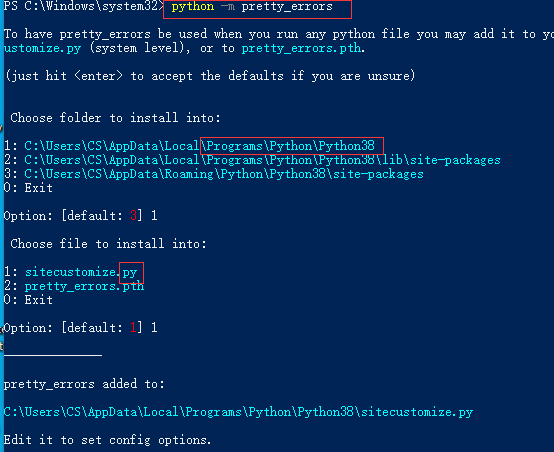 PS C:\Windows\system32> python -m pretty_errors
To have pretty_errors be used when you run any python file you may add it to yo
ustomize.py (system level), or to pretty_errors.pth.
(just hit <enter> to accept the defaults if you are unsure)
Choose folder to install into:
1: C:\Users\CS\AppData\Local\Programs\Python\Python38
2: C:\Users\CS\AppData\Local\Programs\Python\Python38\lib\site-packages
3: C:\Users\CS\AppData\Roaming\Python\Python38\site-packages
0: Exit
Option: [default: 3] 1
Choose file to install into:
1: sitecustomize.py
2: pretty_errors.pth
0: Exit
Option: [default: 1] 1
pretty_errors added to:
C:\Users\CS\AppData\Local\Programs\Python\Python38\sitecustomize.py
Edit it to set config options.